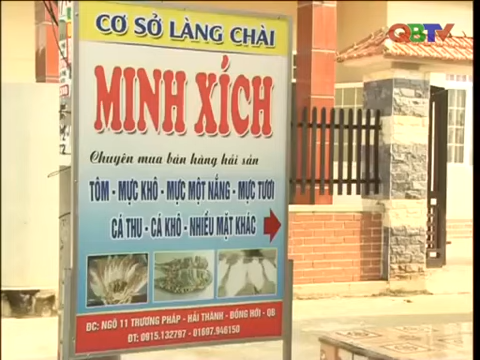 QBTV
CƠ SỞ LÀNG CHÀI
MINH XÍCH
Chuyên mua bán hàng hải sản
TÔM - MỰC KHÔ - MỰC MỘT NẮNG - MỰC TƯƠI
CÁ THU - CÁ KHÔ - NHIỀU MẶT KHÁC
ĐC: NGÕ 11 TRƯƠNG PHÁP - HẢI THÀNH - ĐỒNG HỚI - QB
ĐT: 0915.132797 - 01697.946150